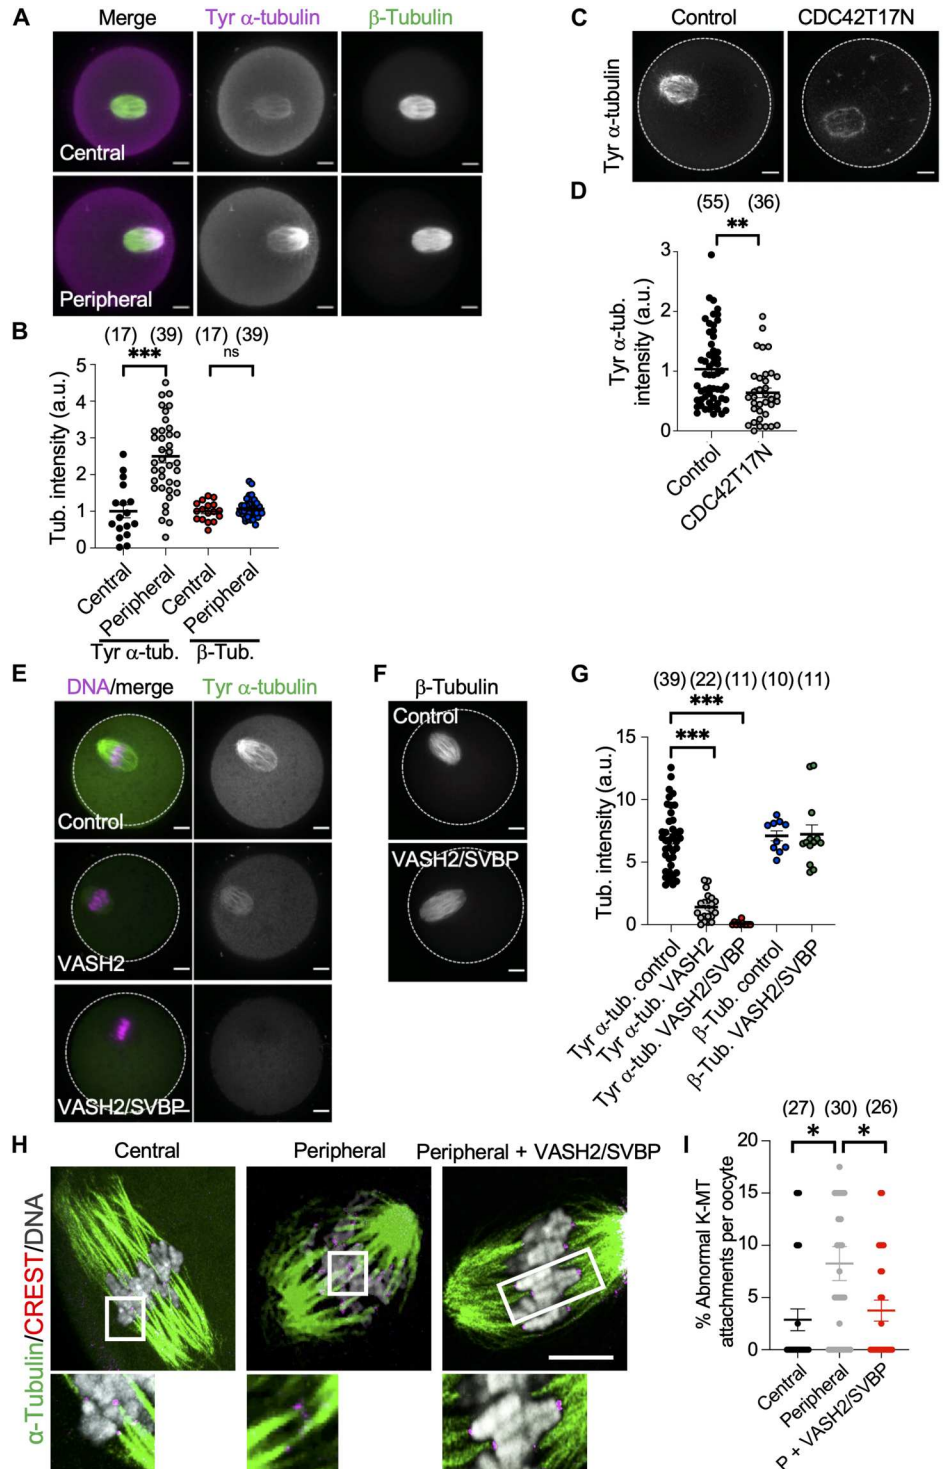 A
Merge
Tyr α-tubulin
β-Tubulin
Central
Peripheral
B
(17) (39) (17) (39)
*** ns
Tub. intensity (a.u.)
5
4
3
2
1
0
Central
Peripheral
Central
Peripheral
Tyr α-tub. β-Tub.
C
Control
CDC42T17N
Tyr α-tubulin
D
(55) (36)
**
Tyr α-tub.
intensity (a.u.)
3
2
1
0
Control
CDC42T17N
E
DNA/merge
Tyr α-tubulin
Control
VASH2
VASH2/SVBP
F
β-Tubulin
Control
VASH2/SVBP
G
(39) (22) (11) (10) (11)
***
***
Tub. intensity (a.u.)
15
10
5
0
Tyr α-tub. control
Tyr α-tub. VASH2
Tyr α-tub. VASH2/SVBP
β-Tub. control
β-Tub. VASH2/SVBP
H
Central
Peripheral
Peripheral + VASH2/SVBP
α-Tubulin/CREST/DNA
I
(27) (30) (26)
* *
% Abnormal K-MT
attachments per oocyte
20
15
10
5
0
Central
Peripheral
P + VASH2/SVBP